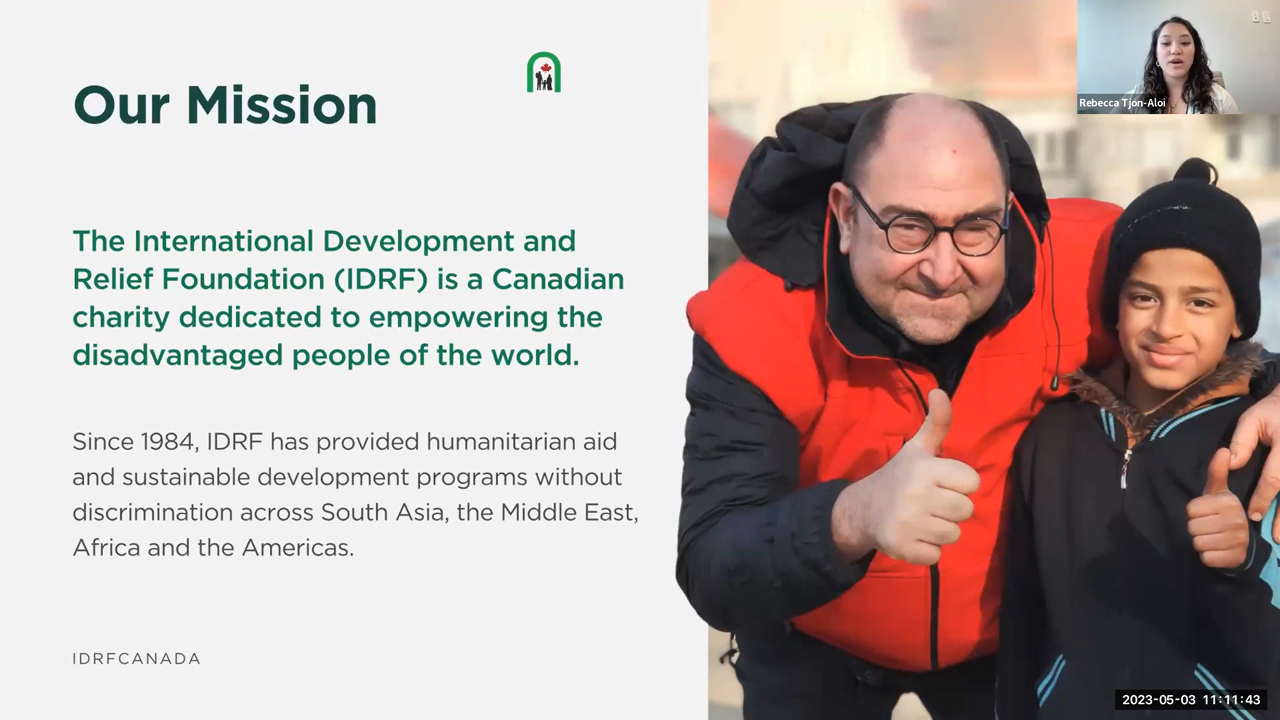 Our Mission
The International Development and
Relief Foundation (IDRF) is a Canadian
charity dedicated to empowering the
disadvantaged people of the world.
Since 1984, IDRF has provided humanitarian aid
and sustainable development programs without
discrimination across South Asia, the Middle East,
Africa and the Americas.
IDRFCANADA
Rebecca Tjon-Aloi
2023-05-03 11:11:43